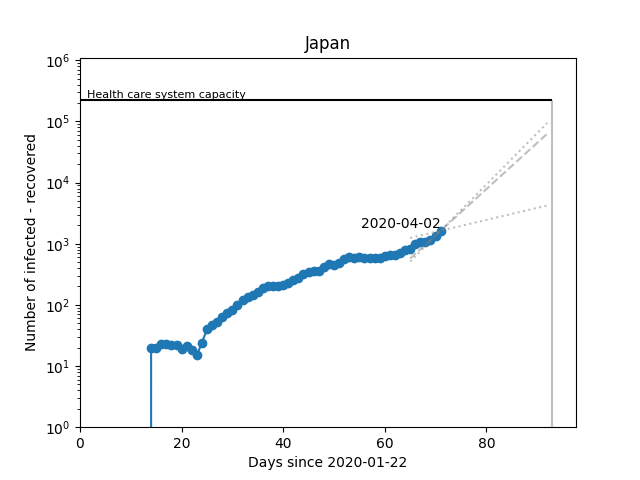 Japan
Number of infected - recovered
10^6
10^5
10^4
10^3
10^2
10^1
10^0
Health care system capacity
2020-04-02
0 20 40 60 80
Days since 2020-01-22